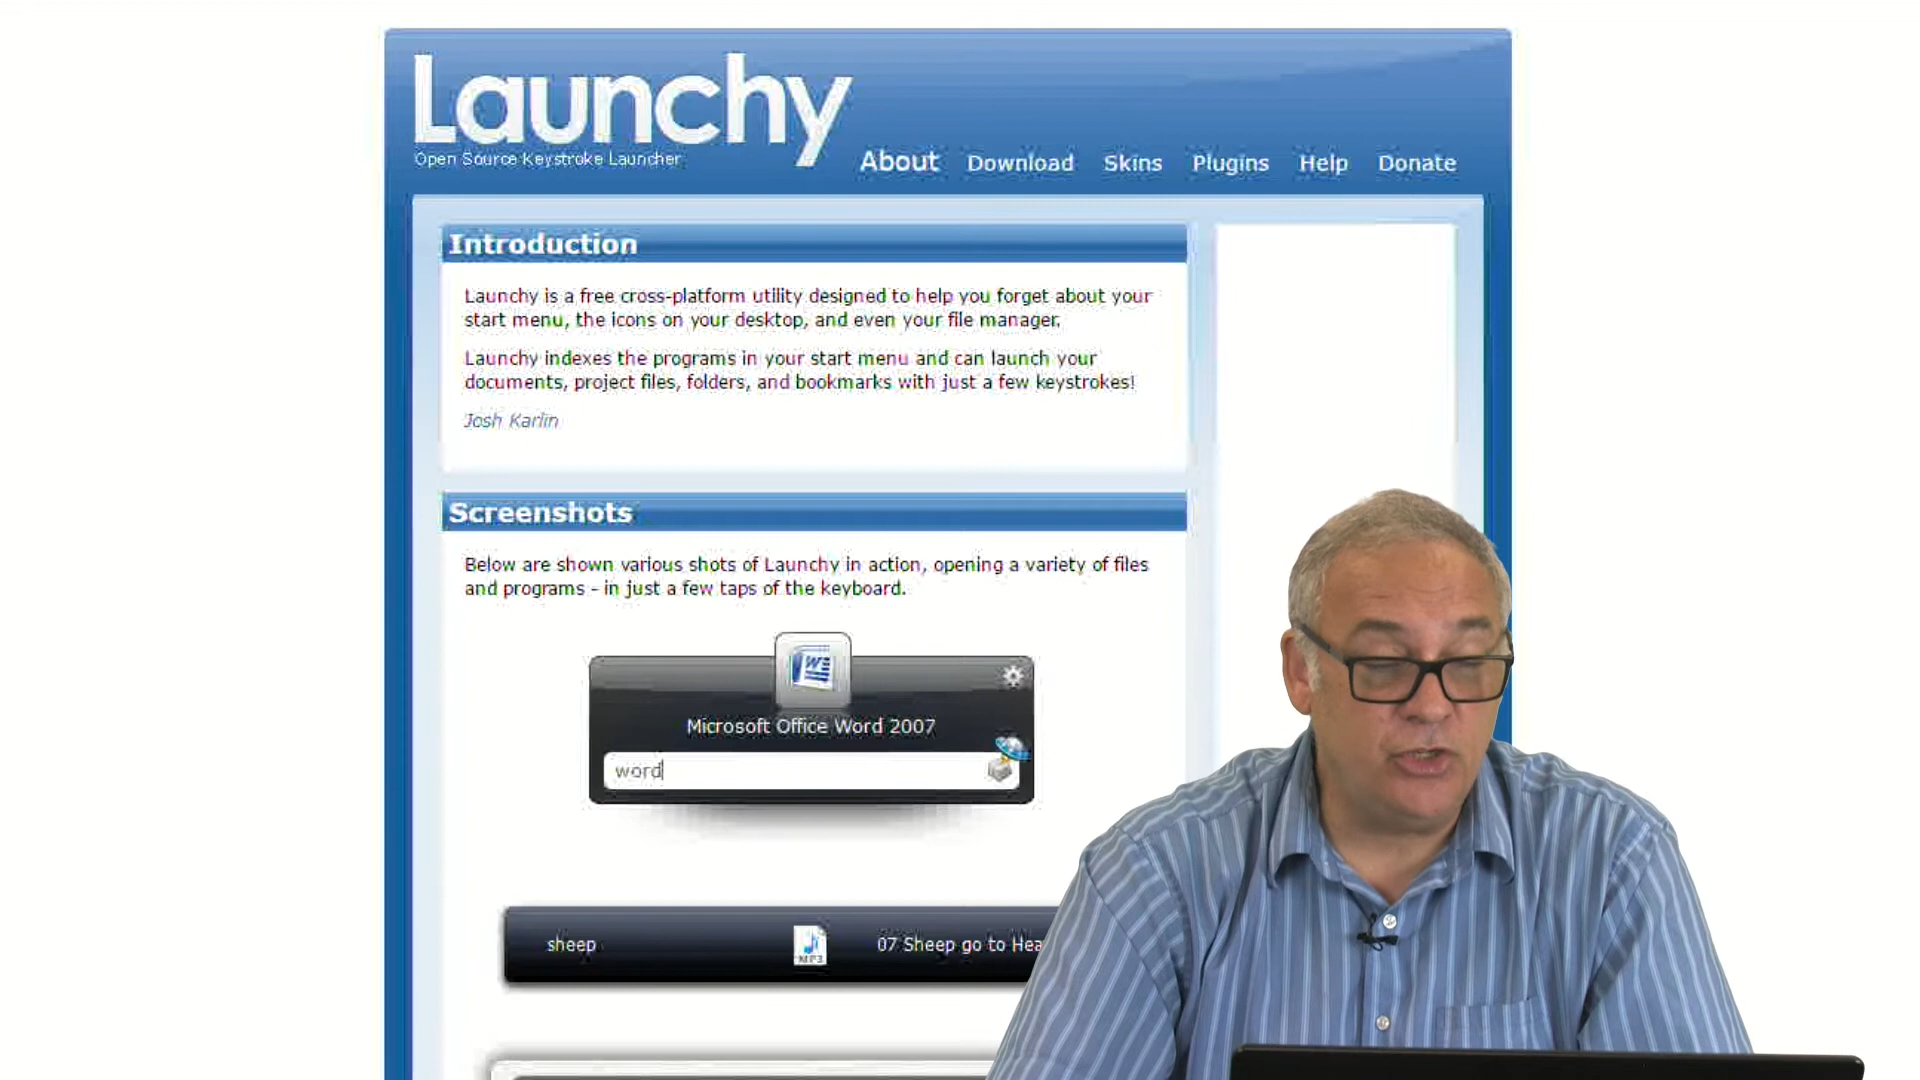 Launchy
Open Source Keystroke Launcher
About Download Skins Plugins Help Donate
Introduction
Launchy is a free cross-platform utility designed to help you forget about your
start menu, the icons on your desktop, and even your file manager.
Launchy indexes the programs in your start menu and can launch your
documents, project files, folders, and bookmarks with just a few keystrokes!
Josh Karlin
Screenshots
Below are shown various shots of Launchy in action, opening a variety of files
and programs - in just a few taps of the keyboard.
Microsoft Office Word 2007
word
sheep MP3 07 Sheep go to Hea